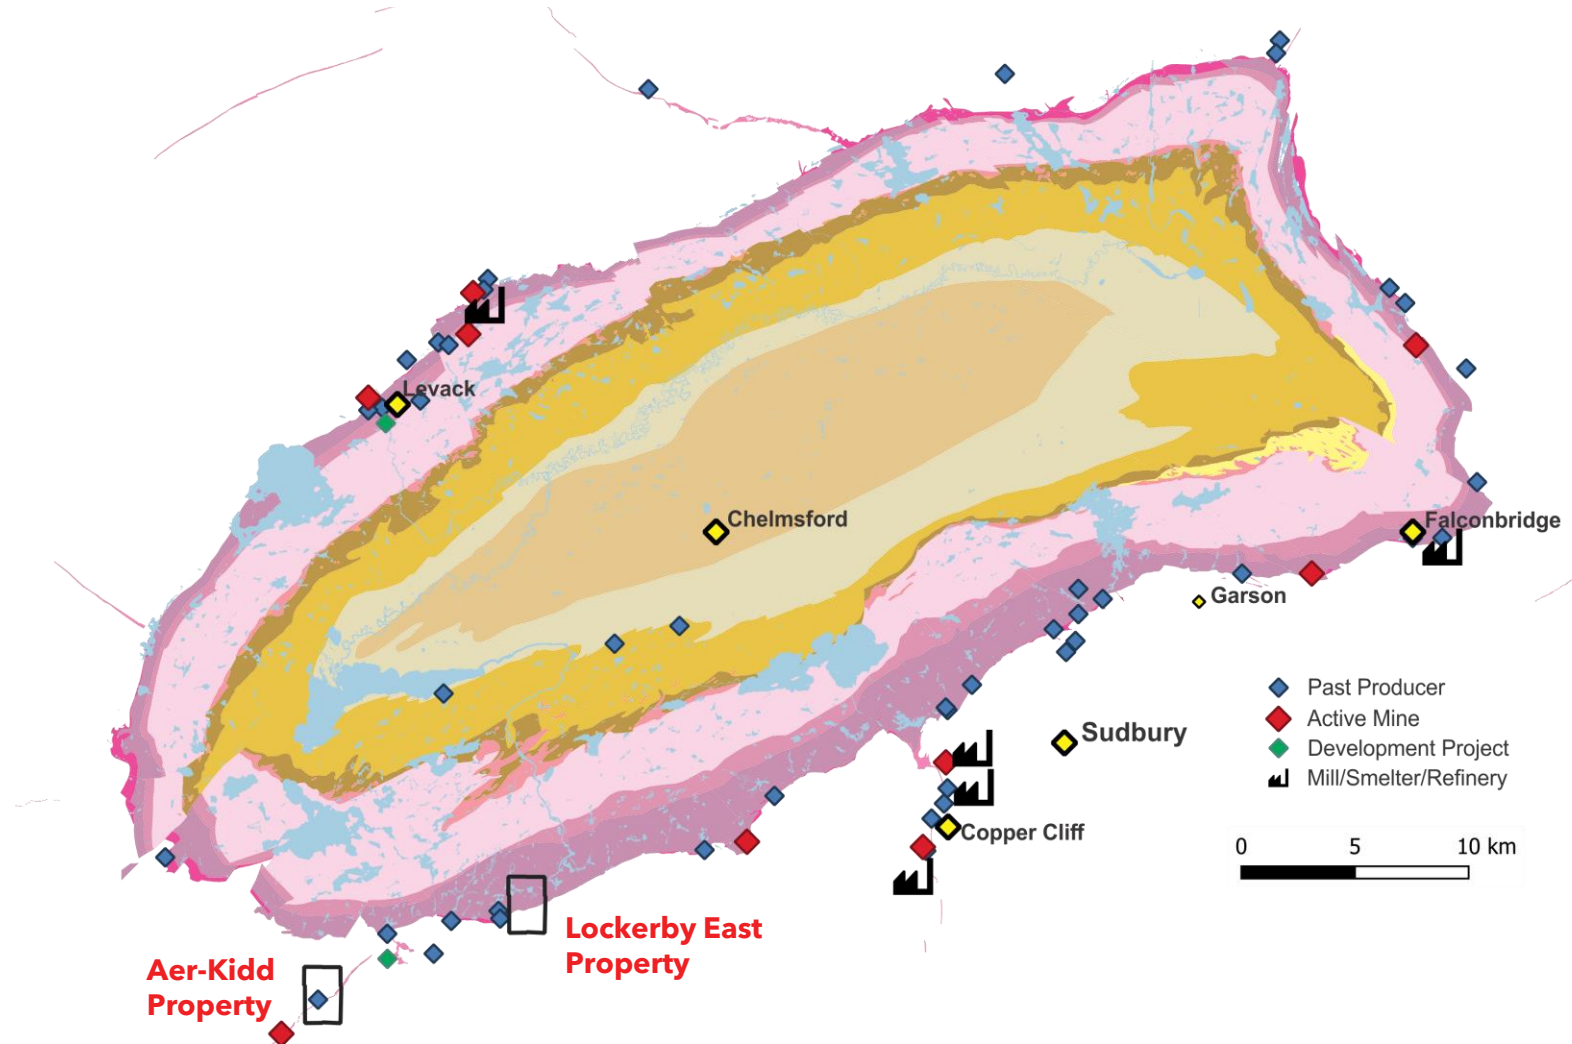 Levack
Chelmsford
Falconbridge
Garson
Sudbury
Copper Cliff
Past Producer
Active Mine
Development Project
Mill/Smelter/Refinery
0 5 10 km
Lockerby East
Property
Aer-Kidd
Property